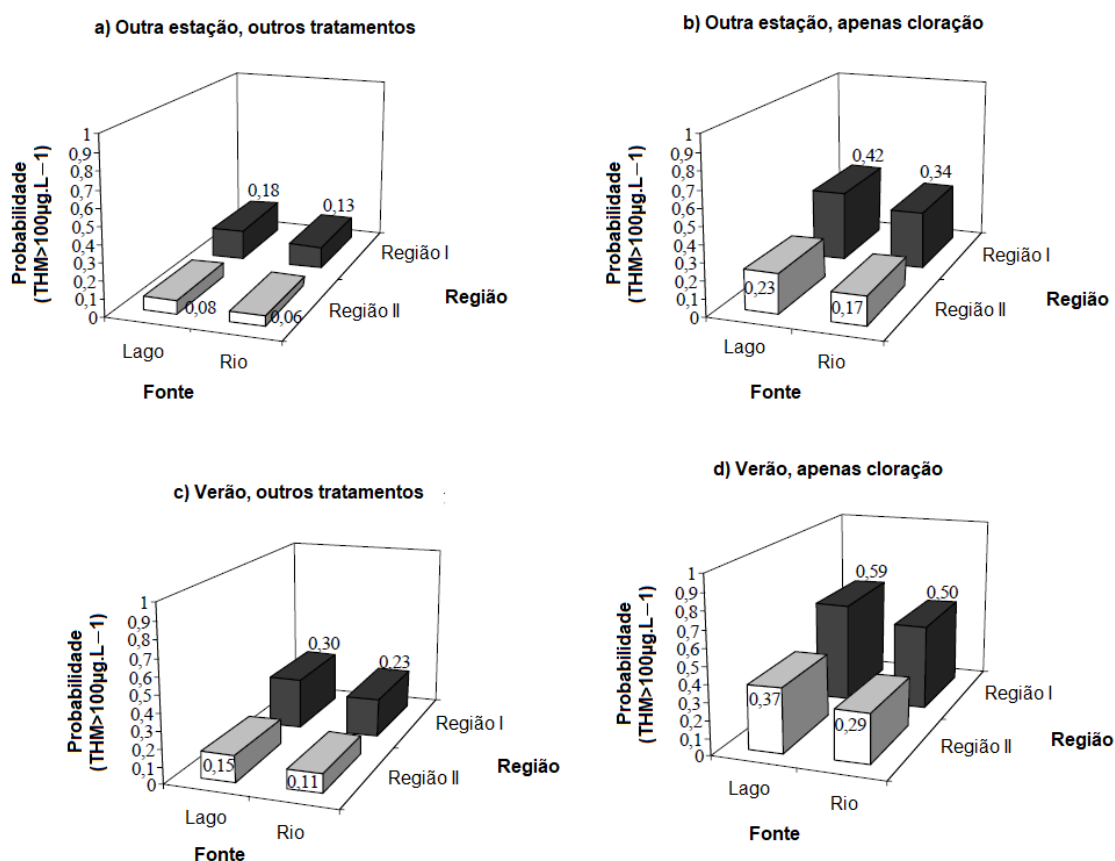 a) Outra estação, outros tratamentos
Probabilidade
(THM>100µg.L−1)
1
0,9
0,8
0,7
0,6
0,5
0,4
0,3
0,2
0,1
0
0,18
0,13
0,08
0,06
Região I
Região II
Região
Lago
Rio
Fonte
b) Outra estação, apenas cloração
Probabilidade
(THM>100µg.L−1)
1
0,9
0,8
0,7
0,6
0,5
0,4
0,3
0,2
0,1
0
0,42
0,34
0,23
0,17
Região I
Região II
Região
Lago
Rio
Fonte
c) Verão, outros tratamentos
Probabilidade
(THM>100µg.L−1)
1
0,9
0,8
0,7
0,6
0,5
0,4
0,3
0,2
0,1
0
0,30
0,23
0,15
0,11
Região I
Região II
Região
Lago
Rio
Fonte
d) Verão, apenas cloração
Probabilidade
(THM>100µg.L−1)
1
0,9
0,8
0,7
0,6
0,5
0,4
0,3
0,2
0,1
0
0,59
0,50
0,37
0,29
Região I
Região II
Região
Lago
Rio
Fonte